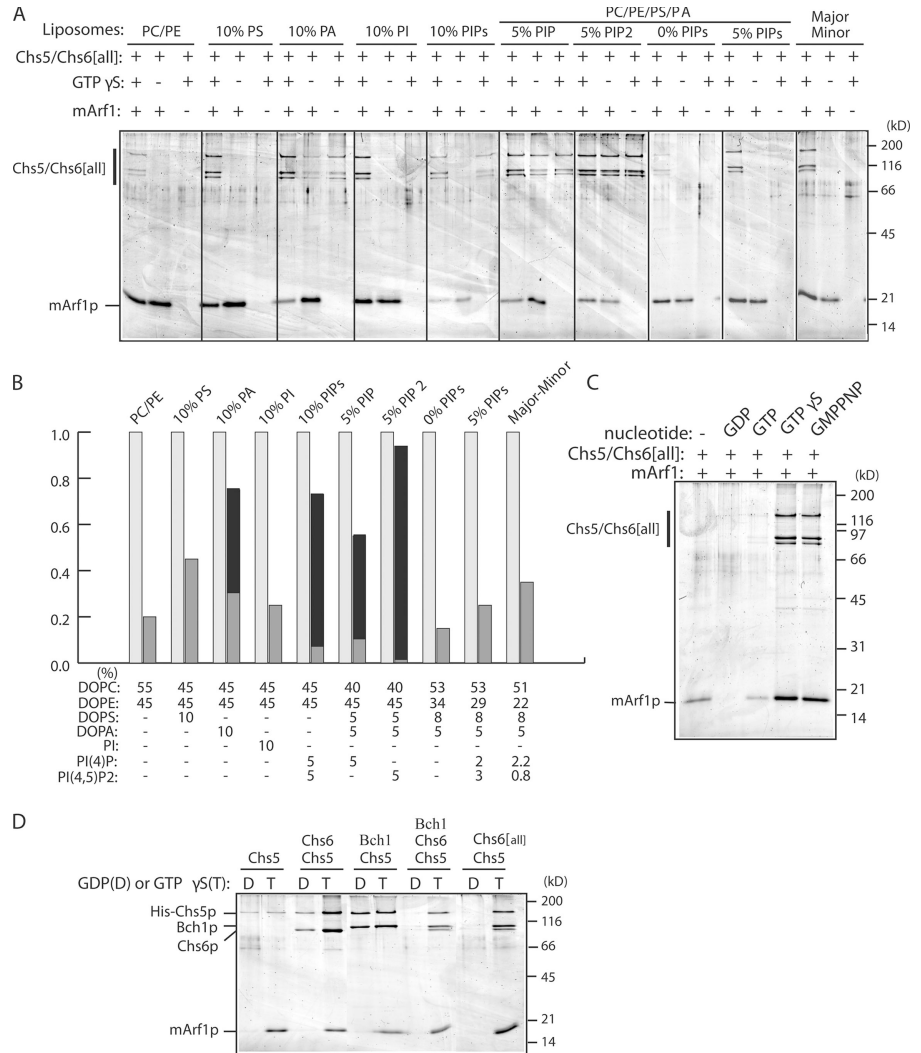 A
PC/PE/PS/PA
Liposomes: PC/PE 10% PS 10% PA 10% PI 10% PIPs 5% PIP 5% PIP2 0% PIPs 5% PIPs Major Minor
Chs5/Chs6[all]: + + + + + + + + + + + + + + + + + + + + + + + + + + + + + +
GTP γS: + - + + - + + - + + - + + - + + - + + - + + - + + - + + - +
mArf1: + + - + + - + + - + + - + + - + + - + + - + + - + + - + + -
(kD)
Chs5/Chs6[all]
200
116
66
45
mArf1p
21
14
B
PC/PE 10% PS 10% PA 10% PI 10% PIPs 5% PIP 5% PIP 2 0% PIPs 5% PIPs Major-Minor
1.0
0.8
0.6
0.4
0.2
0.0
(%)
DOPC: 55 45 45 45 45 40 40 53 53 51
DOPE: 45 45 45 45 45 45 45 34 29 22
DOPS: - 10 - - - 5 5 8 8 8
DOPA: - - 10 - - 5 5 5 5 5
PI: - - - 10 - - - - - -
PI(4)P: - - - - 5 5 - - 2 2.2
PI(4,5)P2: - - - - 5 - 5 - 3 0.8
C
nucleotide: - GDP GTP GTP γS GMPPNP
Chs5/Chs6[all]: + + + + +
mArf1: + + + + +
(kD)
200
Chs5/Chs6[all]
116
97
66
45
31
mArf1p
21
14
D
Chs5
Chs6 Chs5
Bch1 Chs5
Bch1 Chs6 Chs5
Chs6[all] Chs5
GDP(D) or GTP γS(T): D T D T D T D T D T
(kD)
His-Chs5p
Bch1p
Chs6p
200
116
66
45
mArf1p
21
14